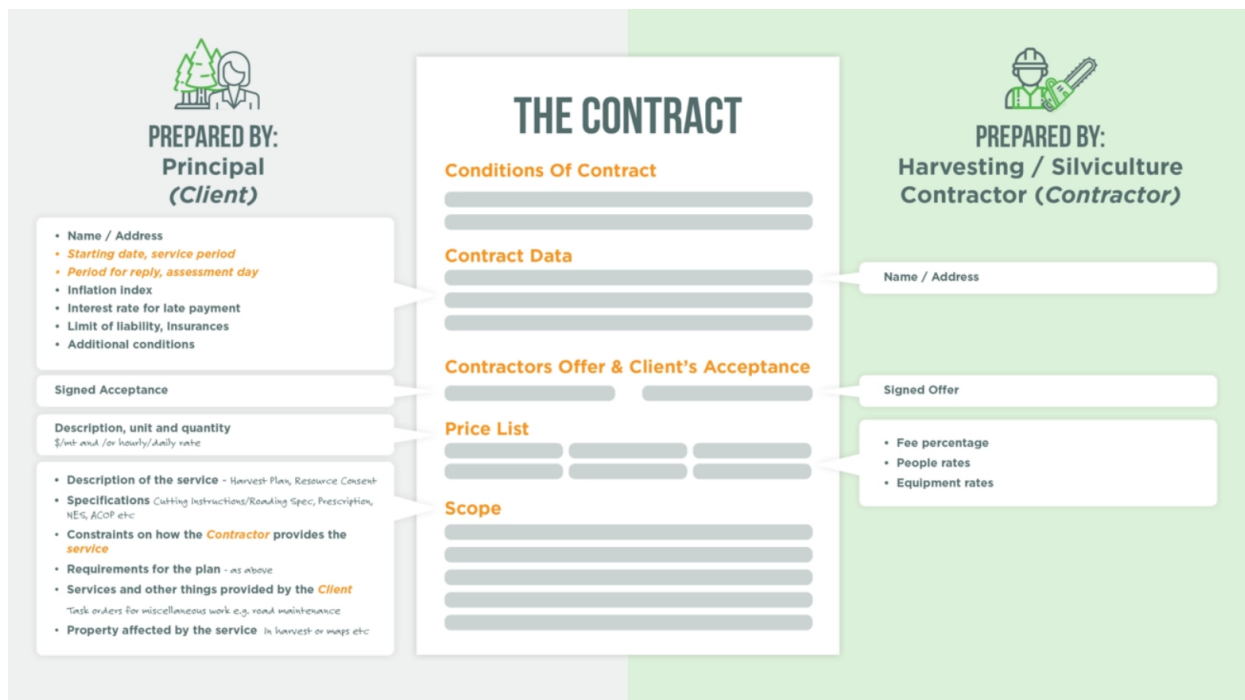 PREPARED BY:
Principal
(Client)
• Name / Address
• Starting date, service period
• Period for reply, assessment day
• Inflation index
• Interest rate for late payment
• Limit of liability, Insurances
• Additional conditions
Signed Acceptance
Description, unit and quantity
$/mt and /or hourly/daily rate
• Description of the service - Harvest Plan, Resource Consent
• Specifications Cutting Instructions/Roading Spec, Prescription,
NES, ACOP etc
• Constraints on how the Contractor provides the
service
• Requirements for the plan - as above
• Services and other things provided by the Client
Task orders for miscellaneous work e.g. road maintenance
• Property affected by the service In harvest or maps etc
THE CONTRACT
Conditions Of Contract
Contract Data
Contractors Offer & Client's Acceptance
Price List
Scope
PREPARED BY:
Harvesting / Silviculture
Contractor (Contractor)
Name / Address
Signed Offer
• Fee percentage
• People rates
• Equipment rates